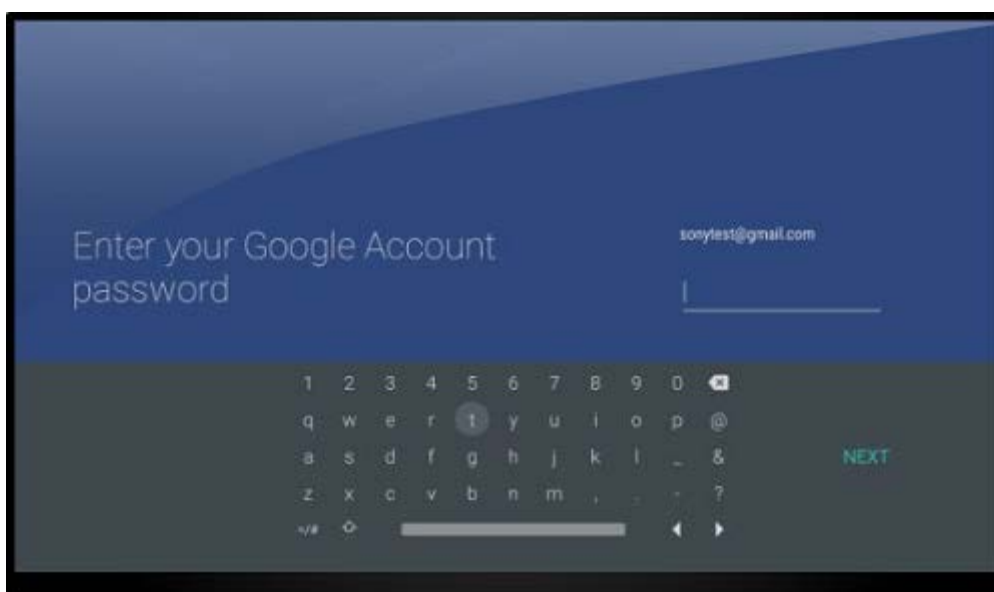 Enter your Google Account
password
sonytest@gmail.com
1 2 3 4 5 6 7 8 9 0
q w e r t y u i o p @
a s d f g h j k l _ &
z x c v b n m , . - ?
NEXT